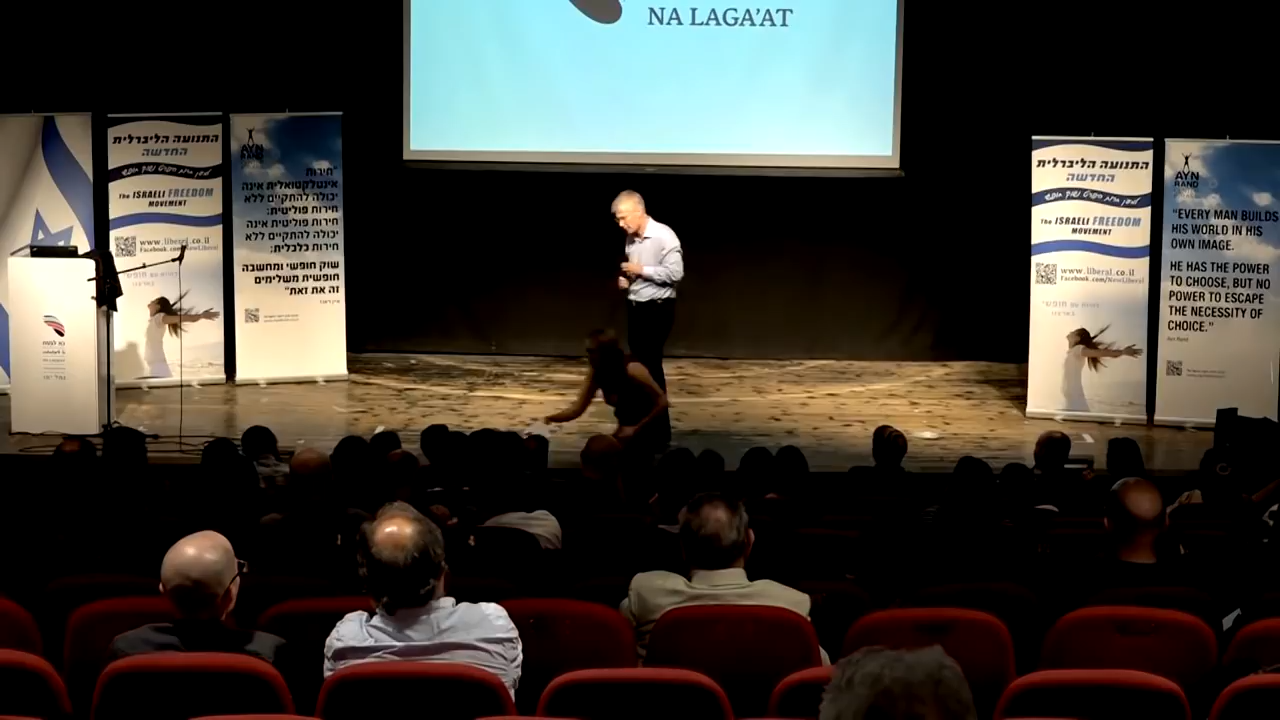 NA LAGA'AT
התנועה הליברלית
החדשה
The ISRAELI FREEDOM
MOVEMENT
www.liberal.co.il
Facebook.com/NewLiberal
AYN
RAND
"חירות
אינטלקטואלית אינה
יכולה להתקיים ללא
חירות פוליטית;
חירות פוליטית אינה
יכולה להתקיים ללא
חירות כלכלית;
שוק חופשי ומחשבה
חופשית משלימים
זה את זאת"
התנועה הליברלית
החדשה
The ISRAELI FREEDOM
MOVEMENT
www.liberal.co.il
Facebook.com/NewLiberal
AYN
RAND
"EVERY MAN BUILDS
HIS WORLD IN HIS
OWN IMAGE.
HE HAS THE POWER
TO CHOOSE, BUT NO
POWER TO ESCAPE
THE NECESSITY OF
CHOICE."
Ayn Rand